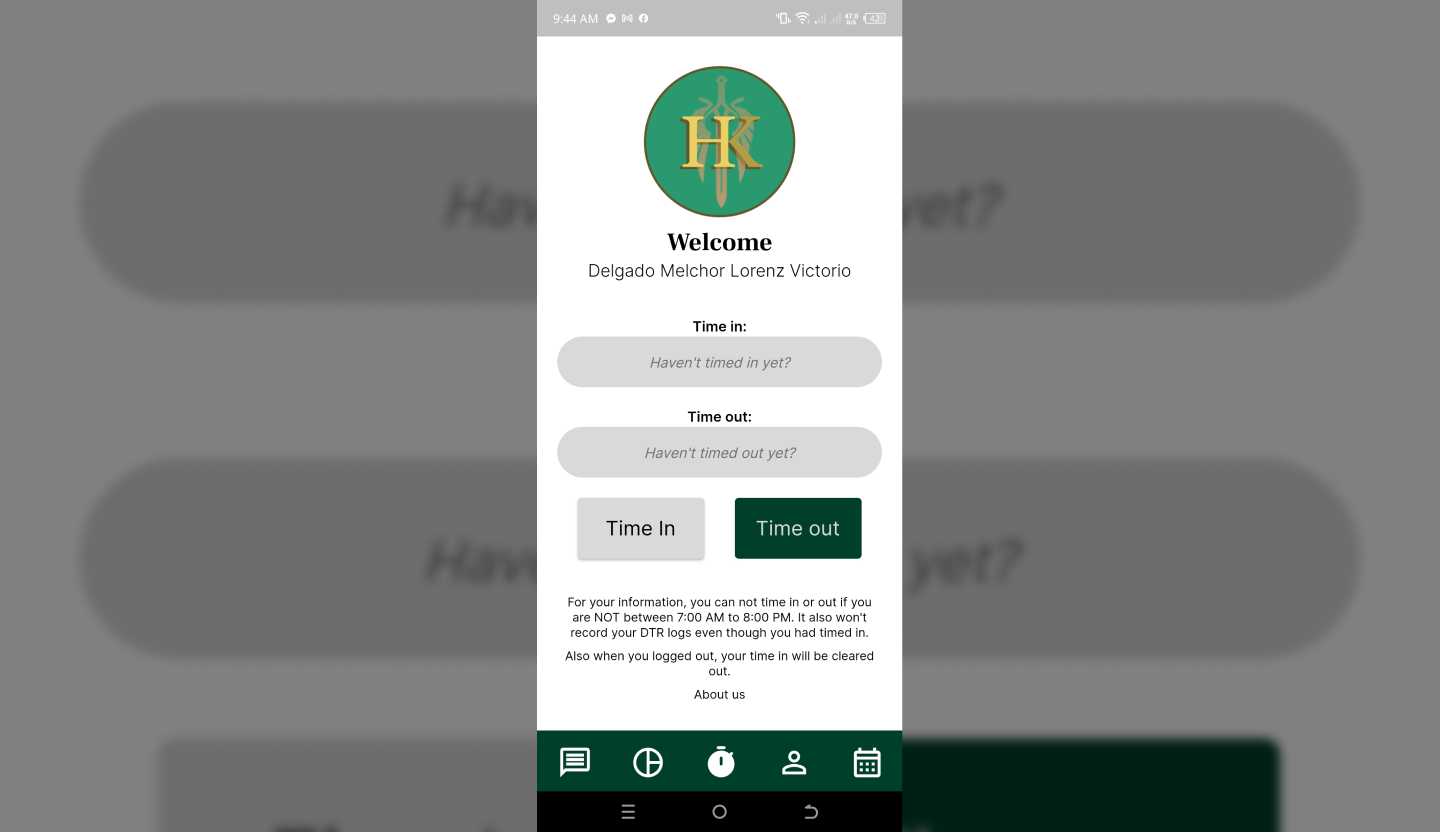 9:44 AM
47.0
B/S
42
HK
Welcome
Delgado Melchor Lorenz Victorio
Time in:
Haven't timed in yet?
Time out:
Haven't timed out yet?
Time In
Time out
For your information, you can not time in or out if you
are NOT between 7:00 AM to 8:00 PM. It also won't
record your DTR logs even though you had timed in.
Also when you logged out, your time in will be cleared
out.
About us